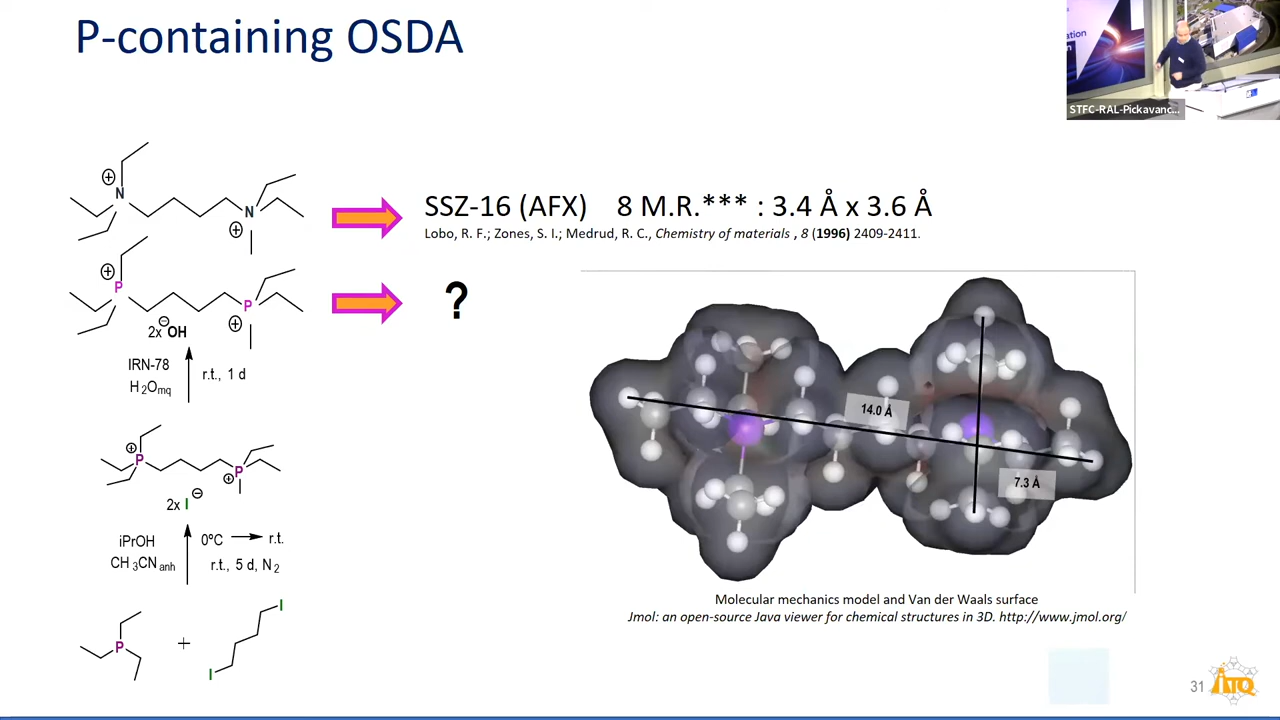 P-containing OSDA
ation
STFC-RAL-Pickavanc...
N
N
SSZ-16 (AFX) 8 M.R.*** : 3.4 Å x 3.6 Å
Lobo, R. F.; Zones, S. I.; Medrud, R. C., Chemistry of materials , 8 (1996) 2409-2411.
P
P
?
2x ⊖OH
IRN-78
H2Omq
r.t., 1 d
14.0 Å
7.3 Å
P
P
2x I⊖
iPrOH
CH3CNanh
0ºC → r.t.
r.t., 5 d, N2
P
+
I
I
Molecular mechanics model and Van der Waals surface
Jmol: an open-source Java viewer for chemical structures in 3D. http://www.jmol.org/
31
iTQ